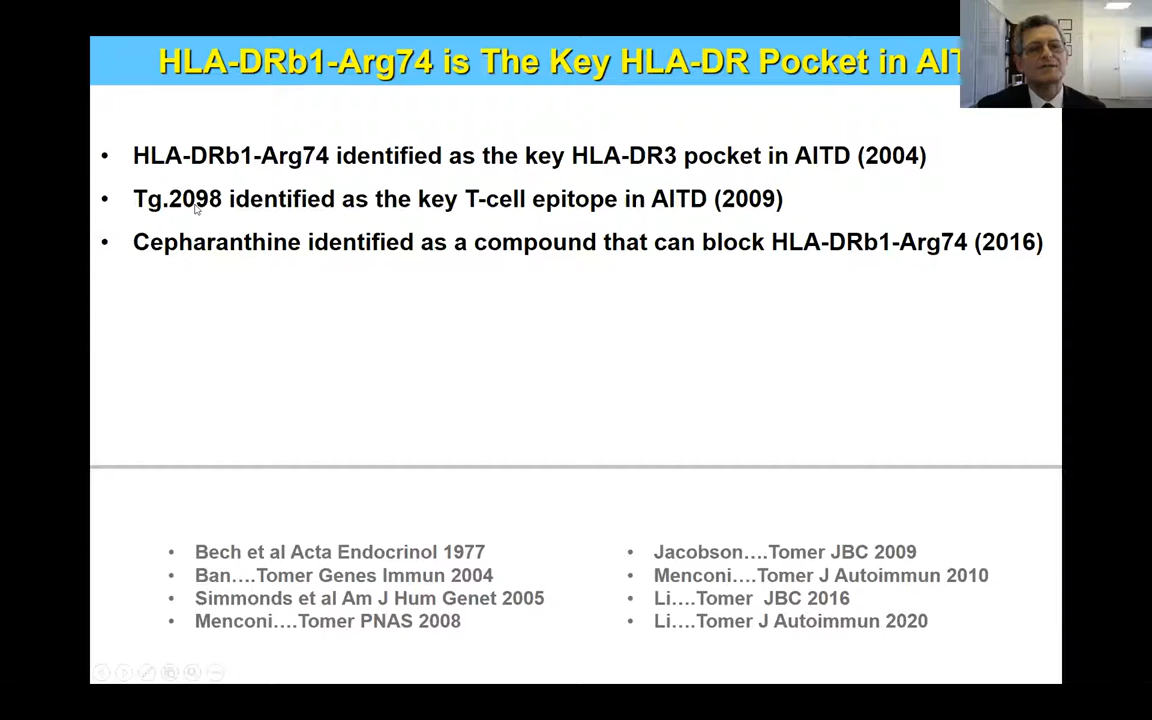 HLA-DRb1-Arg74 is The Key HLA-DR Pocket in
• HLA-DRb1-Arg74 identified as the key HLA-DR3 pocket in AITD (2004)
• Tg.2098 identified as the key T-cell epitope in AITD (2009)
• Cepharanthine identified as a compound that can block HLA-DRb1-Arg74 (2016)
• Bech et al Acta Endocrinol 1977
• Ban….Tomer Genes Immun 2004
• Simmonds et al Am J Hum Genet 2005
• Menconi….Tomer PNAS 2008
• Jacobson….Tomer JBC 2009
• Menconi….Tomer J Autoimmun 2010
• Li….Tomer JBC 2016
• Li….Tomer J Autoimmun 2020